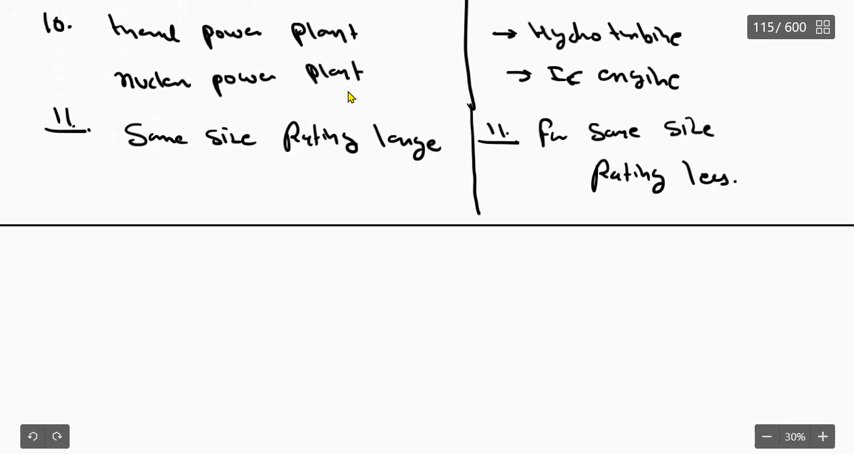 115 / 600
10. thermal power plant
nuclear power plant
11. Same size Rating large
→ Hydro turbine
→ IC engine
11. for same size
Rating less.
30%